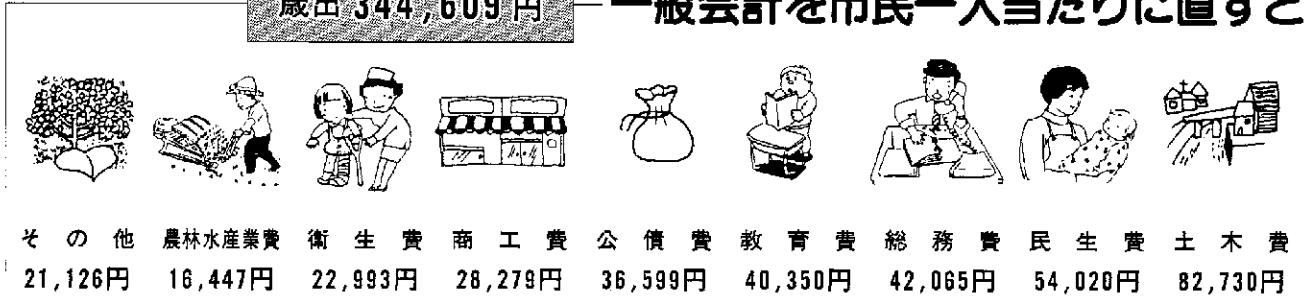 歳出 344,609円
一般会計を市民一人当たりに直すと
その他 農林水産業費 衛生費 商工費 公債費 教育費 総務費 民生費 土木費
21,126円 16,447円 22,993円 28,279円 36,599円 40,350円 42,065円 54,020円 82,730円